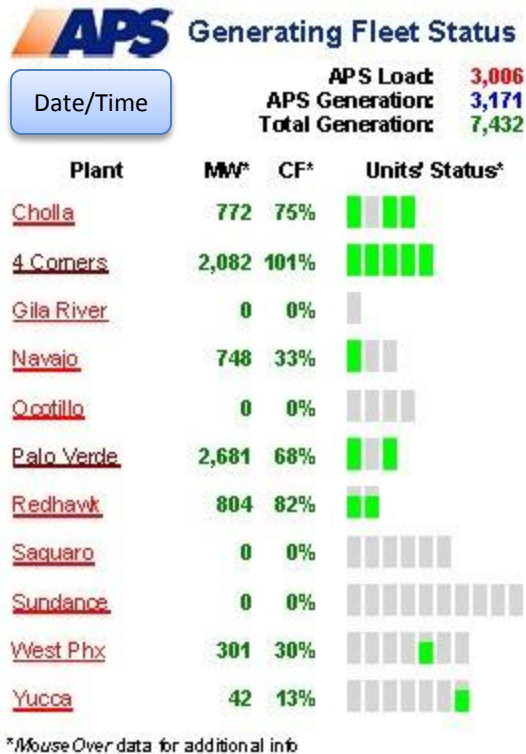 APS Generating Fleet Status
Date/Time
APS Load: 3,006
APS Generation: 3,171
Total Generation: 7,432
Plant MW* CF* Units' Status*
Cholla 772 75%
4 Corners 2,082 101%
Gila River 0 0%
Navajo 748 33%
Ocotillo 0 0%
Palo Verde 2,681 68%
Redhawk 804 82%
Saguaro 0 0%
Sundance 0 0%
West Phx 301 30%
Yucca 42 13%
*Mouse Over data for additional info